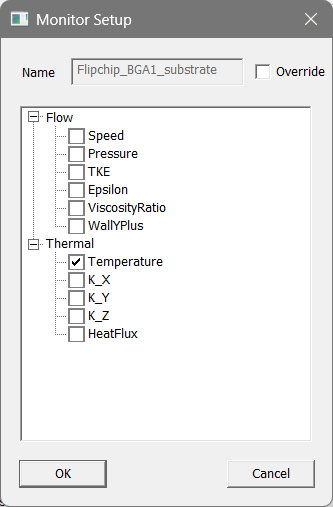 Monitor Setup
Name Flipchip_BGA1_substrate Override
Flow
Speed
Pressure
TKE
Epsilon
ViscosityRatio
WallYPlus
Thermal
Temperature
K_X
K_Y
K_Z
HeatFlux
OK Cancel